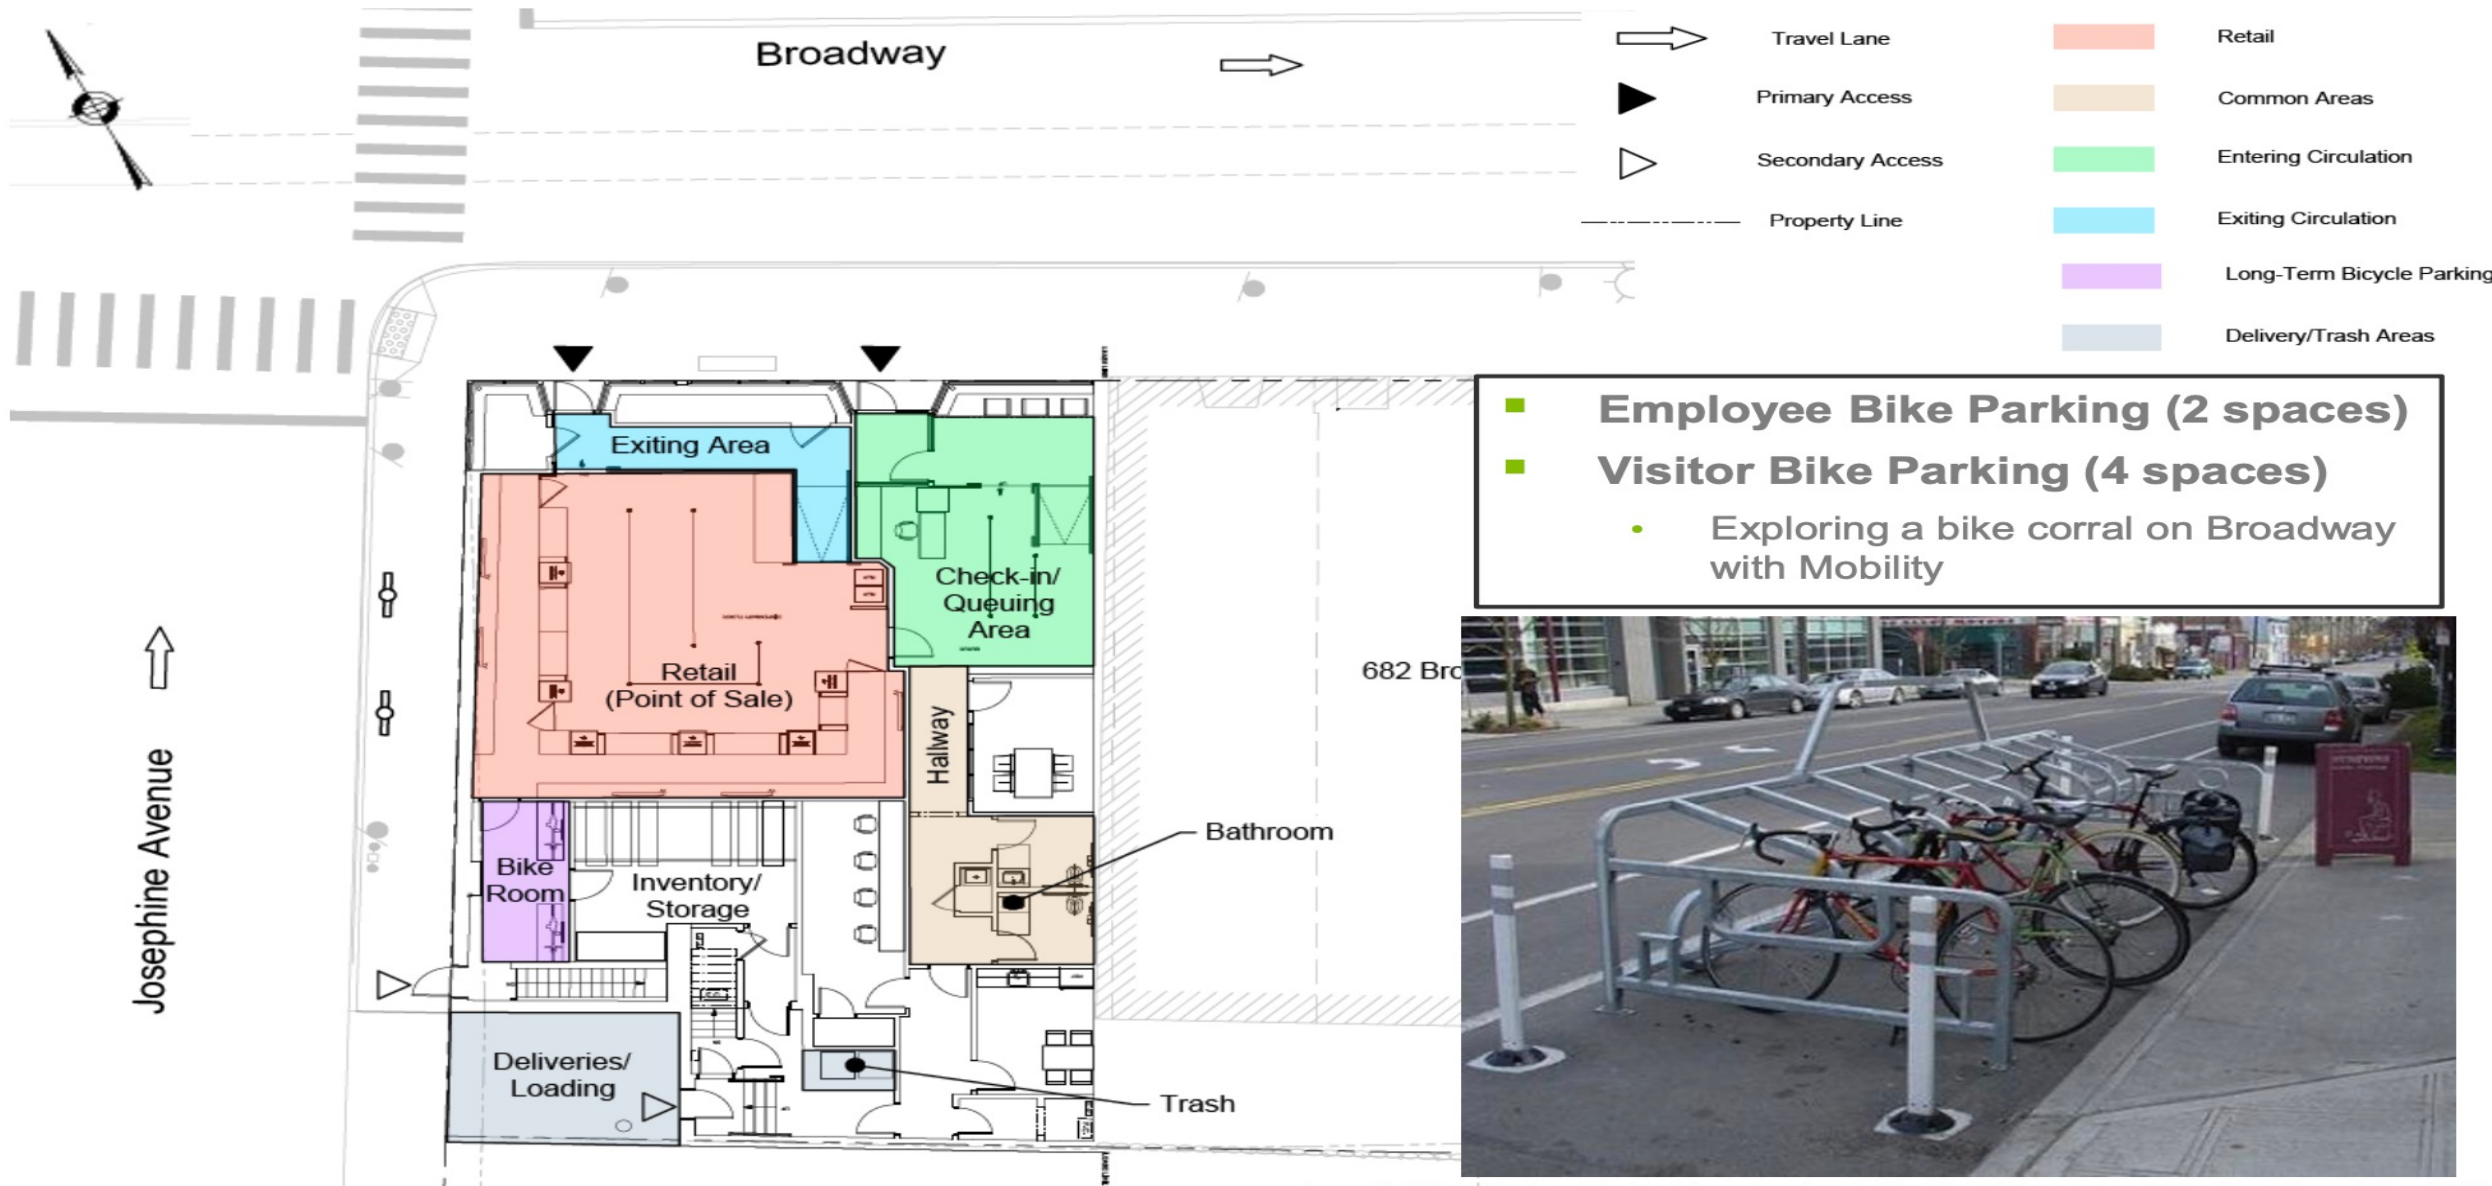 Broadway
Travel Lane
Primary Access
Secondary Access
Property Line
Retail
Common Areas
Entering Circulation
Exiting Circulation
Long-Term Bicycle Parking
Delivery/Trash Areas
Employee Bike Parking (2 spaces)
Visitor Bike Parking (4 spaces)
Exploring a bike corral on Broadway
with Mobility
Exiting Area
Check-in/
Queuing
Area
Retail
(Point of Sale)
Hallway
682 Bro
Bathroom
Bike
Room
Inventory/
Storage
Josephine Avenue
Deliveries/
Loading
Trash